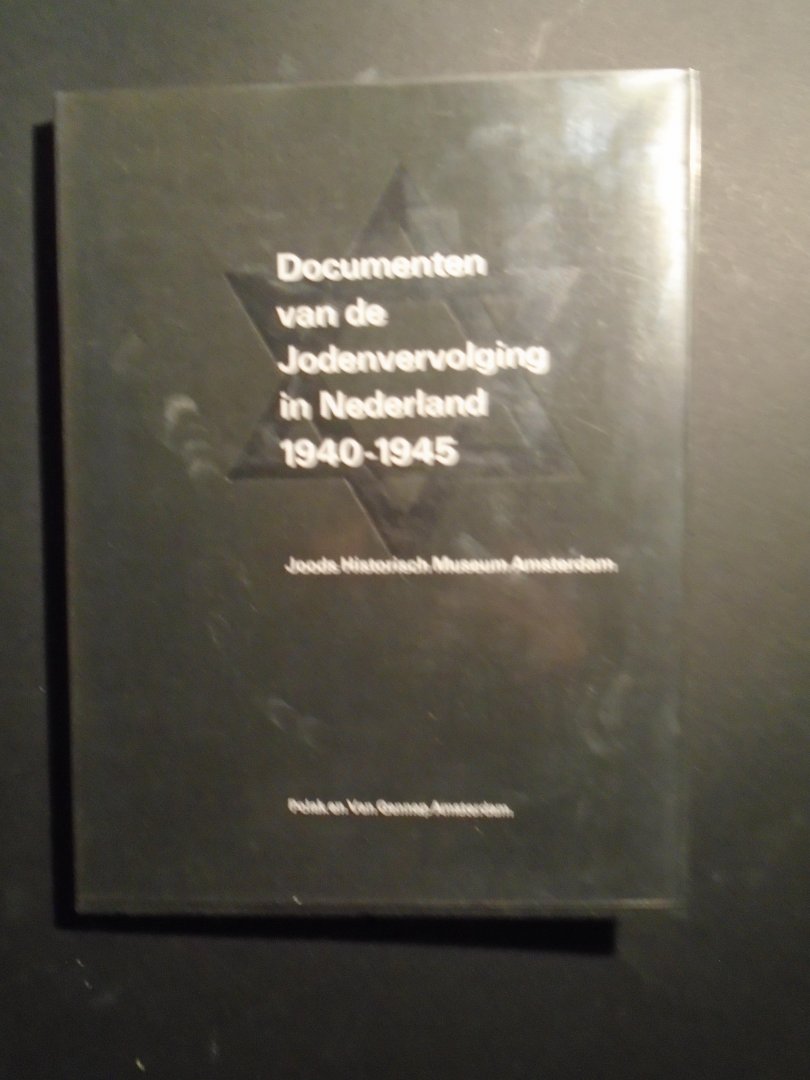 Documenten
van de
Jodenvervolging
in Nederland
1940-1945
Joods Historisch Museum Amsterdam.
Polak en Van Gennep, Amsterdam.